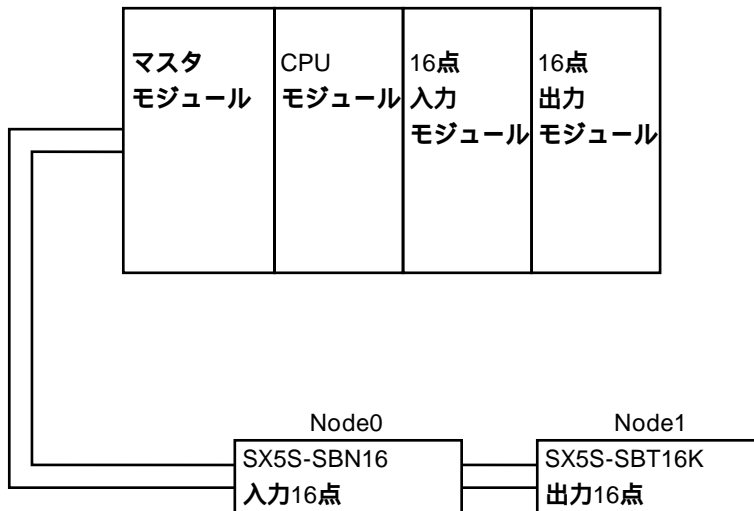 マスタ
モジュール
CPU
モジュール
16点
入力
モジュール
16点
出力
モジュール
Node0
SX5S-SBN16
入力16点
Node1
SX5S-SBT16K
出力16点